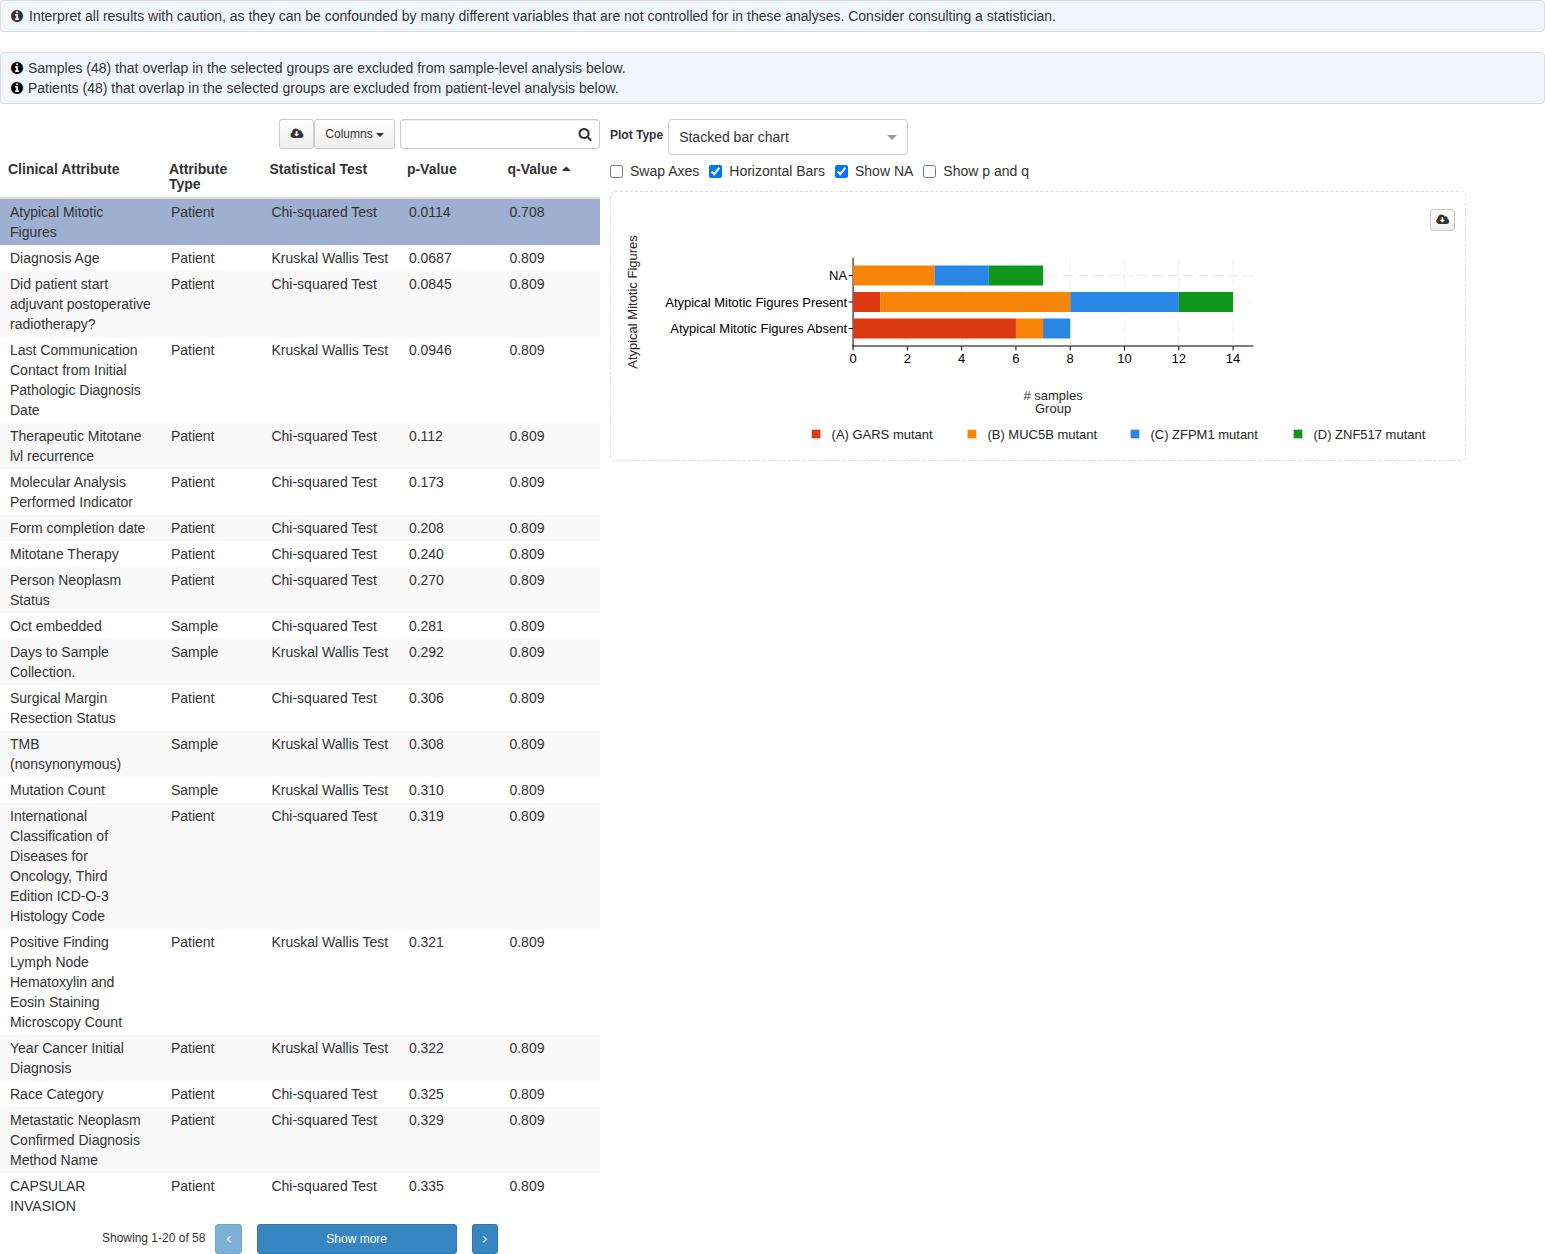 Interpret all results with caution, as they can be confounded by many different variables that are not controlled for in these analyses. Consider consulting a statistician.
Samples (48) that overlap in the selected groups are excluded from sample-level analysis below.
Patients (48) that overlap in the selected groups are excluded from patient-level analysis below.
Columns
Clinical Attribute Attribute Type Statistical Test p-Value q-Value
Atypical Mitotic Figures Patient Chi-squared Test 0.0114 0.708
Diagnosis Age Patient Kruskal Wallis Test 0.0687 0.809
Did patient start adjuvant postoperative radiotherapy? Patient Chi-squared Test 0.0845 0.809
Last Communication Contact from Initial Pathologic Diagnosis Date Patient Kruskal Wallis Test 0.0946 0.809
Therapeutic Mitotane lvl recurrence Patient Chi-squared Test 0.112 0.809
Molecular Analysis Performed Indicator Patient Chi-squared Test 0.173 0.809
Form completion date Patient Chi-squared Test 0.208 0.809
Mitotane Therapy Patient Chi-squared Test 0.240 0.809
Person Neoplasm Status Patient Chi-squared Test 0.270 0.809
Oct embedded Sample Chi-squared Test 0.281 0.809
Days to Sample Collection. Sample Kruskal Wallis Test 0.292 0.809
Surgical Margin Resection Status Patient Chi-squared Test 0.306 0.809
TMB (nonsynonymous) Sample Kruskal Wallis Test 0.308 0.809
Mutation Count Sample Kruskal Wallis Test 0.310 0.809
International Classification of Diseases for Oncology, Third Edition ICD-O-3 Histology Code Patient Chi-squared Test 0.319 0.809
Positive Finding Lymph Node Hematoxylin and Eosin Staining Microscopy Count Patient Kruskal Wallis Test 0.321 0.809
Year Cancer Initial Diagnosis Patient Kruskal Wallis Test 0.322 0.809
Race Category Patient Chi-squared Test 0.325 0.809
Metastatic Neoplasm Confirmed Diagnosis Method Name Patient Chi-squared Test 0.329 0.809
CAPSULAR INVASION Patient Chi-squared Test 0.335 0.809
Showing 1-20 of 58 ‹ Show more ›
Plot Type Stacked bar chart
Swap Axes Horizontal Bars Show NA Show p and q
Atypical Mitotic Figures
NA
Atypical Mitotic Figures Present
Atypical Mitotic Figures Absent
0 2 4 6 8 10 12 14
# samples
Group
(A) GARS mutant (B) MUC5B mutant (C) ZFPM1 mutant (D) ZNF517 mutant